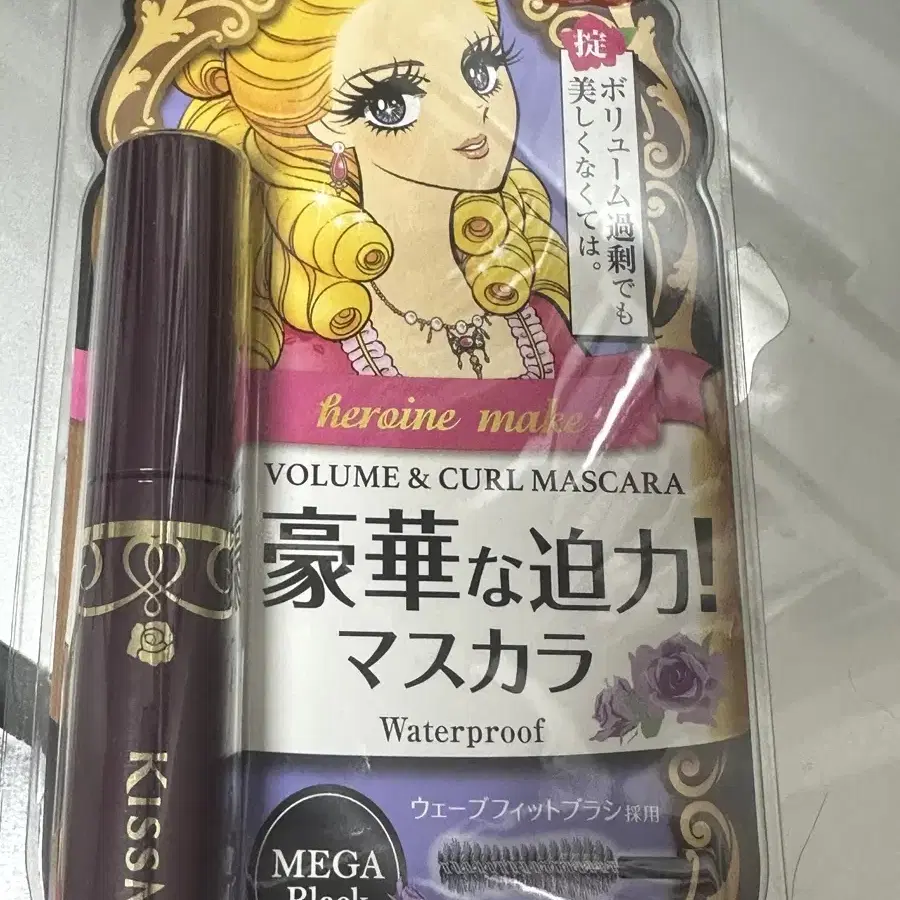 掟
ボリューム過剰でも
美しくなくては。
heroine make
VOLUME & CURL MASCARA
豪華な迫力!
マスカラ
Waterproof
ウェーブフィットブラシ採用
MEGA
Black